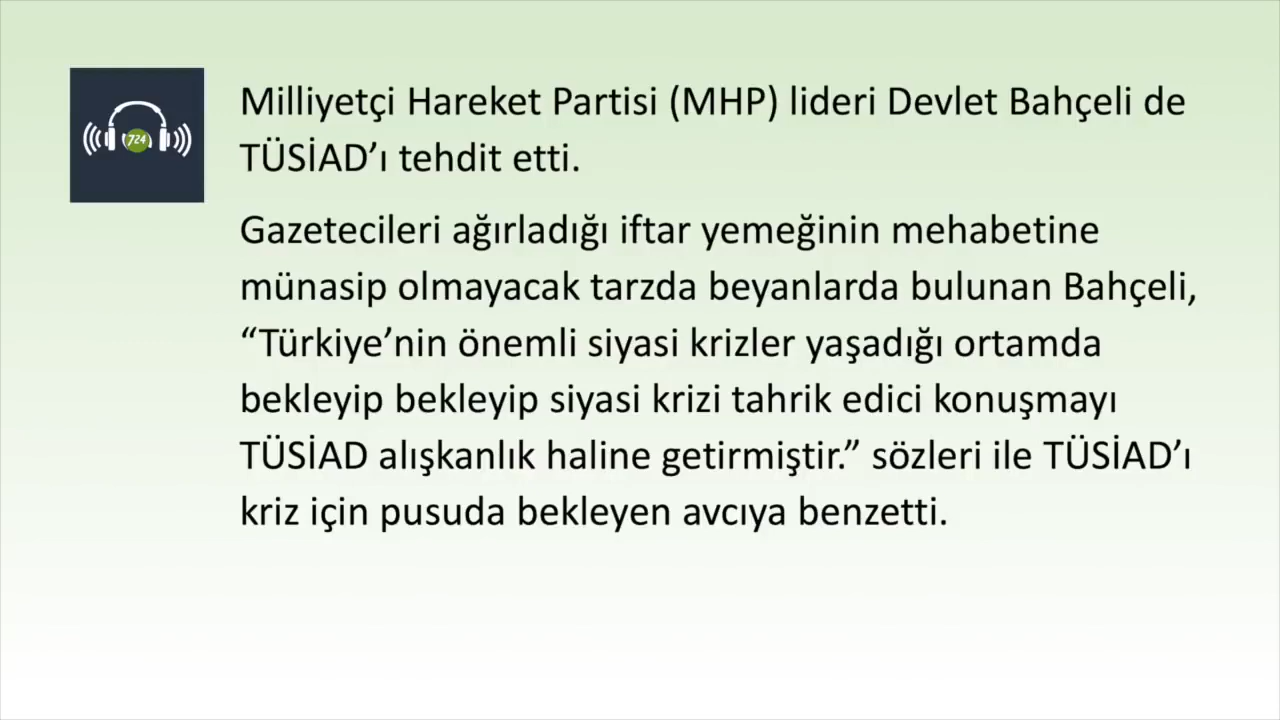 724
Milliyetçi Hareket Partisi (MHP) lideri Devlet Bahçeli de
TÜSİAD’ı tehdit etti.
Gazetecileri ağırladığı iftar yemeğinin mehabetine
münasip olmayacak tarzda beyanlarda bulunan Bahçeli,
“Türkiye’nin önemli siyasi krizler yaşadığı ortamda
bekleyip bekleyip siyasi krizi tahrik edici konuşmayı
TÜSİAD alışkanlık haline getirmiştir.” sözleri ile TÜSİAD’ı
kriz için pusuda bekleyen avcıya benzetti.